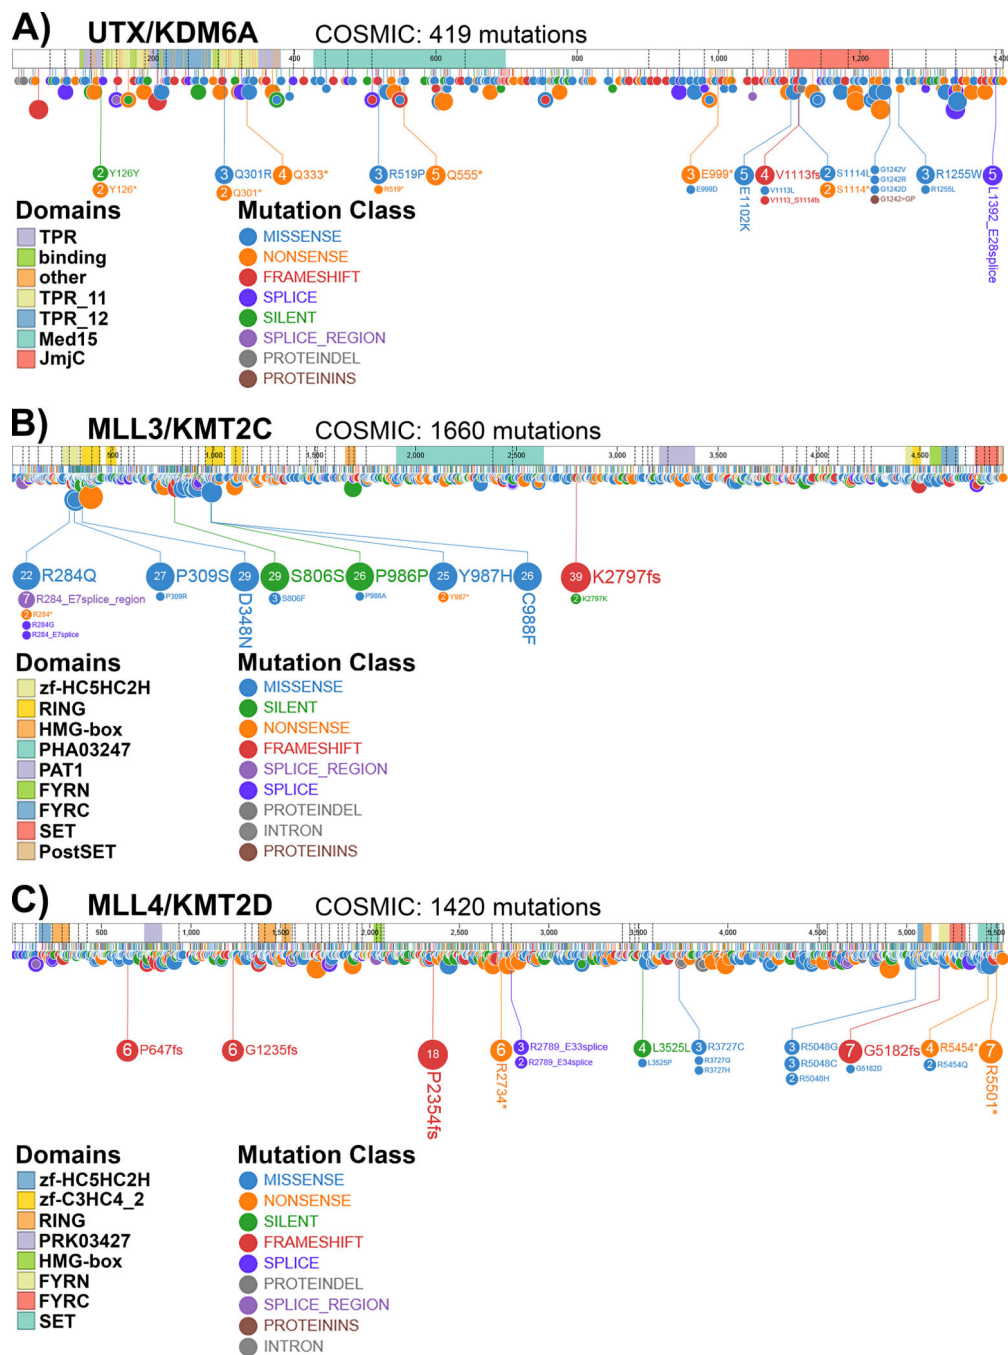 A) UTX/KDM6A COSMIC: 419 mutations
200 400 600 800 1,000 1,200 1,400
2 Y126Y 3 Q301R 4 Q333* 3 R519P 5 Q555* 3 E999* 5 E1102K 4 V1113fs 2 S1114L G1242V 3 R1255W 5 L1392_E28splice
2 Y126* 2 Q301* R519* E999D V1113L 2 S1114* G1242R R1255L
V1113_S1114fs G1242D
G1242>GP
Domains Mutation Class
TPR MISSENSE
binding NONSENSE
other FRAMESHIFT
TPR_11 SPLICE
TPR_12 SILENT
Med15 SPLICE_REGION
JmjC PROTEINDEL
PROTEININS
B) MLL3/KMT2C COSMIC: 1660 mutations
500 1,000 1,500 2,000 2,500 3,000 3,500 4,000 4,500
22 R284Q 27 P309S 29 D348N 29 S806S 26 P986P 25 Y987H 26 C988F 39 K2797fs
7 R284_E7splice_region P309R 3 S806F P986A 2 Y987* 2 K2797K
2 R284*
R284G
R284_E7splice
Domains Mutation Class
zf-HC5HC2H MISSENSE
RING SILENT
HMG-box NONSENSE
PHA03247 FRAMESHIFT
PAT1 SPLICE_REGION
FYRN SPLICE
FYRC PROTEINDEL
SET INTRON
PostSET PROTEININS
C) MLL4/KMT2D COSMIC: 1420 mutations
500 1,000 1,500 2,000 2,500 3,000 3,500 4,000 4,500 5,000 5,500
6 P647fs 6 G1235fs 18 P2354fs 6 R2734* 3 R2789_E33splice 4 L3525L 3 R3727C 3 R5048G 7 G5182fs 4 R5454* 7 R5501*
2 R2789_E34splice L3525P R3727G 3 R5048C G5182D 2 R5454Q
R3727H 2 R5048H
Domains Mutation Class
zf-HC5HC2H MISSENSE
zf-C3HC4_2 NONSENSE
RING SILENT
PRK03427 FRAMESHIFT
HMG-box SPLICE
FYRN PROTEINDEL
FYRC SPLICE_REGION
SET PROTEININS
INTRON